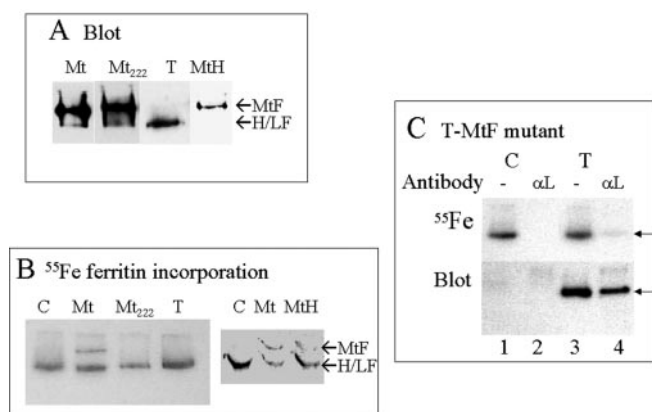 A Blot
Mt Mt₂₂₂ T MtH
←MtF
←H/LF
B ⁵⁵Fe ferritin incorporation
C Mt Mt₂₂₂ T C Mt MtH
←MtF
←H/LF
C T-MtF mutant
C T
Antibody - αL - αL
⁵⁵Fe ←
Blot ←
1 2 3 4